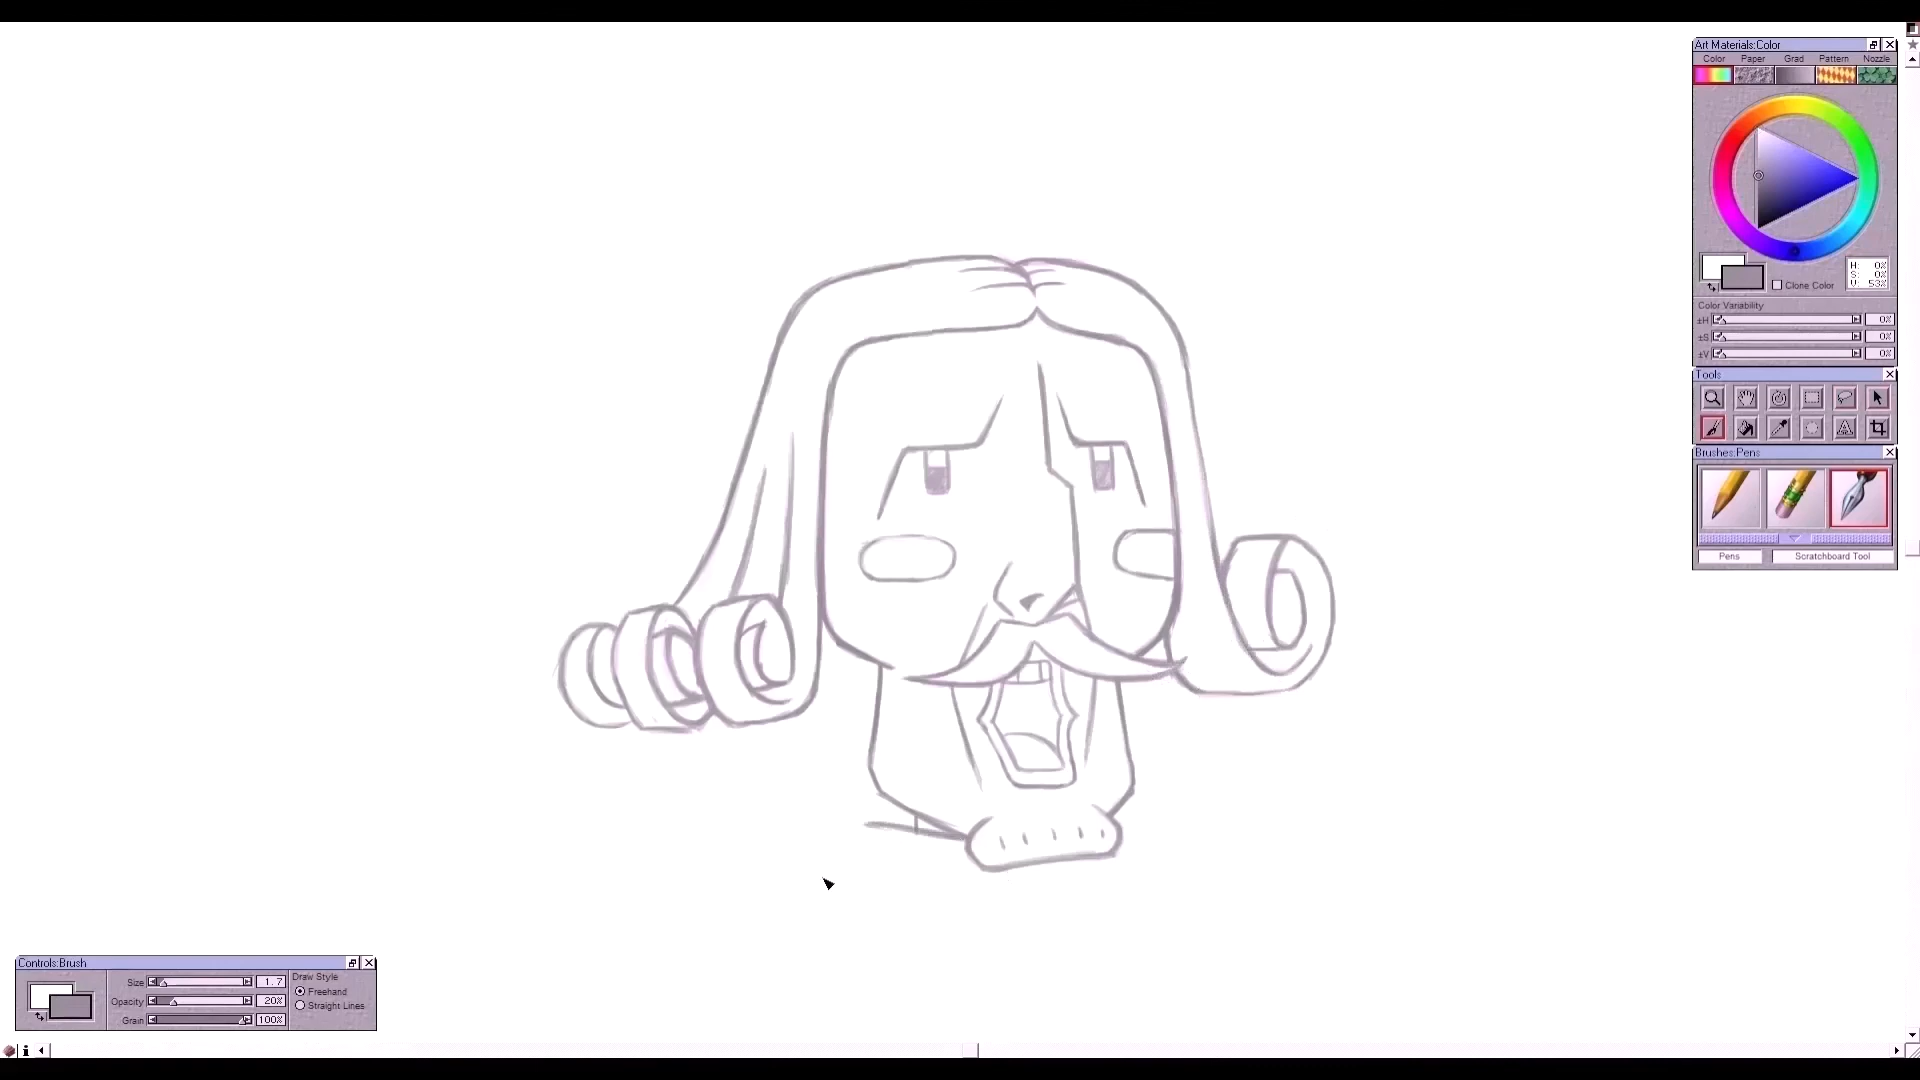 Art Materials:Color
Color Paper Grad Pattern Nozzle
H: 0%
S: 0%
V: 53%
Clone Color
Color Variability
±H 0%
±S 0%
±V 0%
Tools
Brushes:Pens
Pens Scratchboard Tool
Controls:Brush
Size 1.7
Opacity 20%
Grain 100%
Draw Style
Freehand
Straight Lines